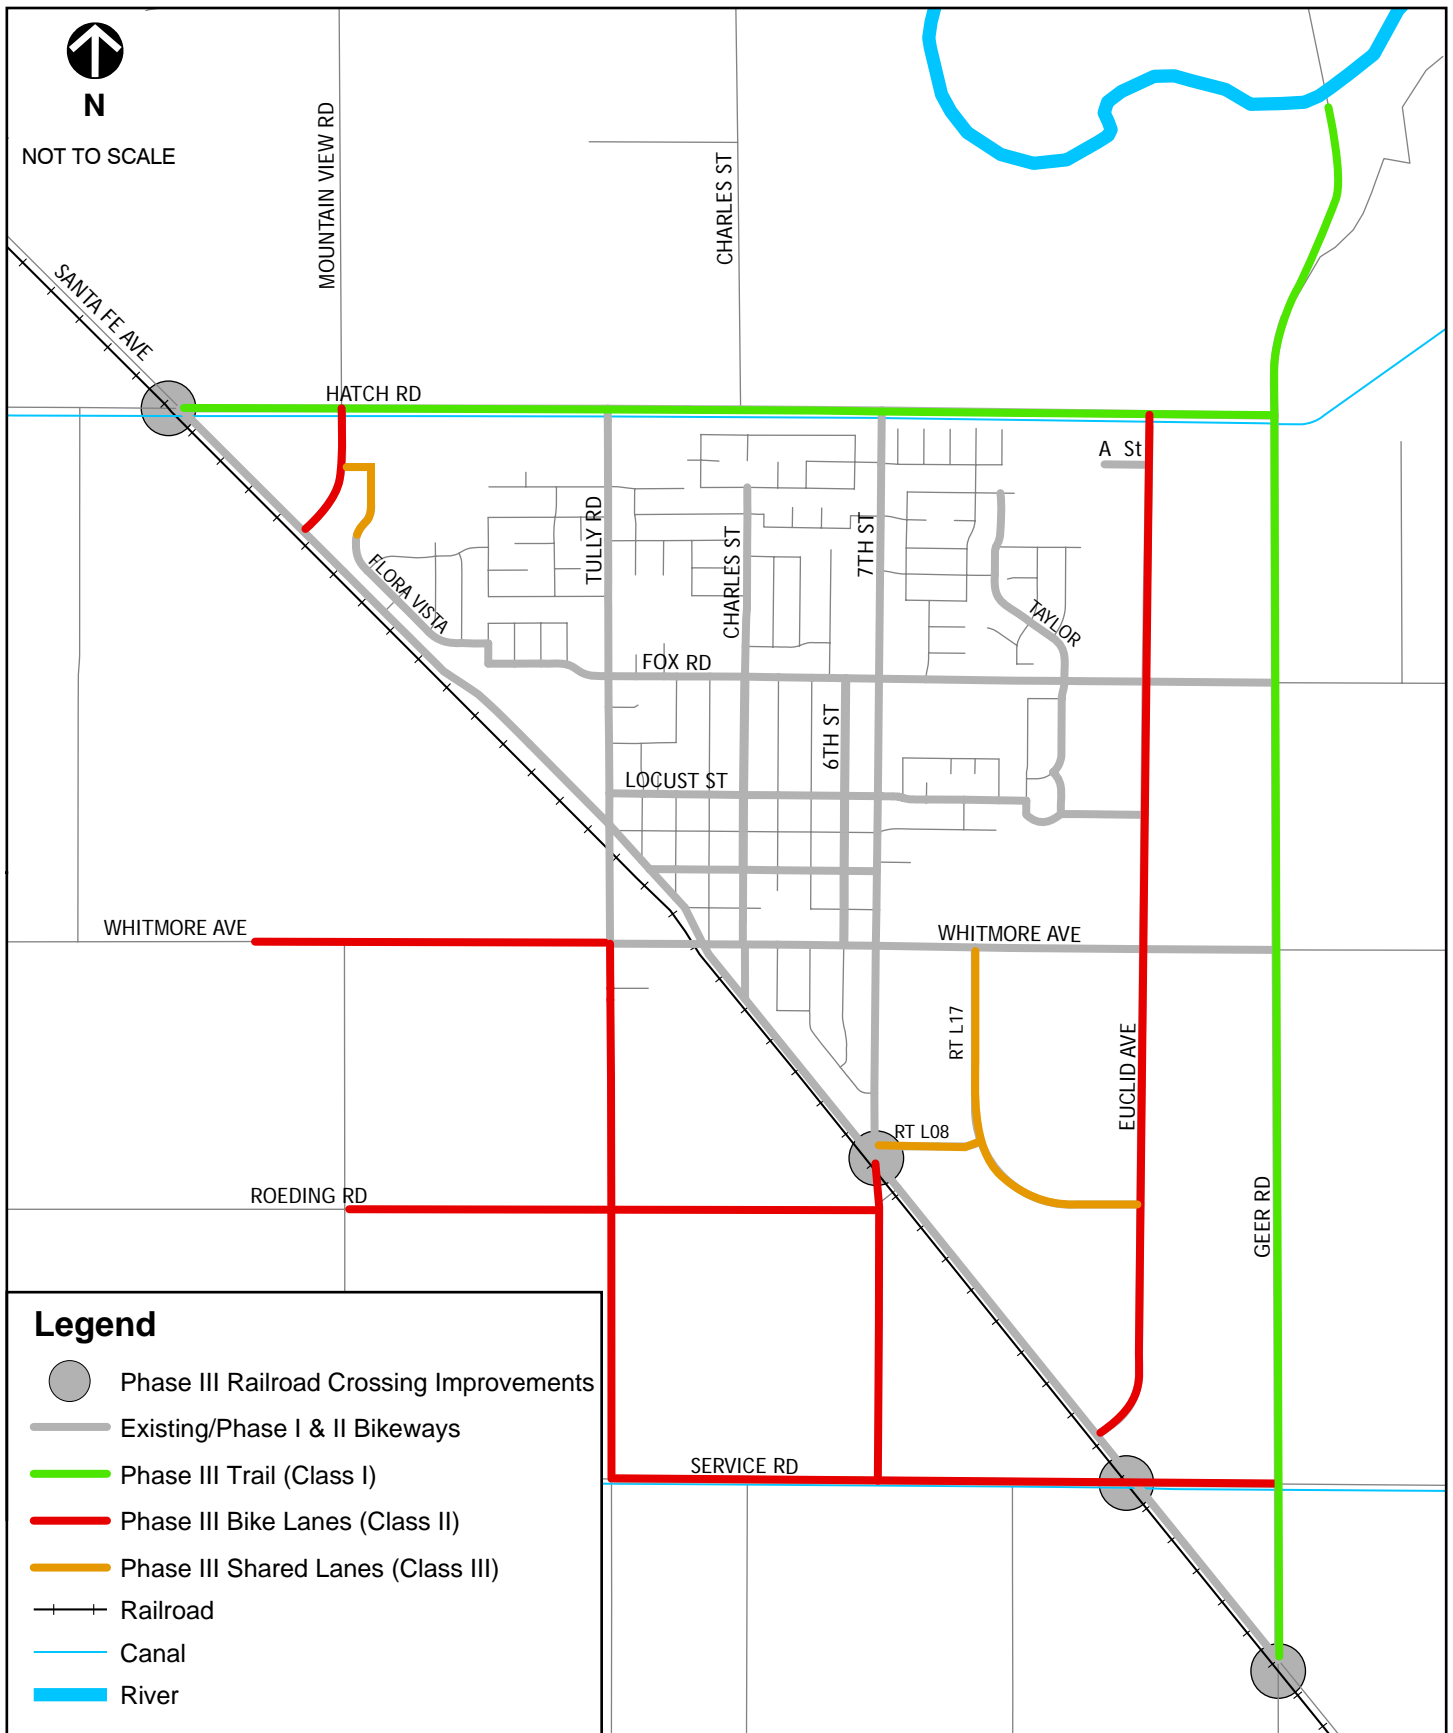 N
NOT TO SCALE
MOUNTAIN VIEW RD
CHARLES ST
SANTA FE AVE
HATCH RD
A St
TULLY RD
CHARLES ST
7TH ST
FLORA VISTA
TAYLOR
FOX RD
6TH ST
LOCUST ST
WHITMORE AVE
WHITMORE AVE
RT L17
EUCLID AVE
RT L08
ROEDING RD
GEER RD
SERVICE RD
Legend
Phase III Railroad Crossing Improvements
Existing/Phase I & II Bikeways
Phase III Trail (Class I)
Phase III Bike Lanes (Class II)
Phase III Shared Lanes (Class III)
Railroad
Canal
River